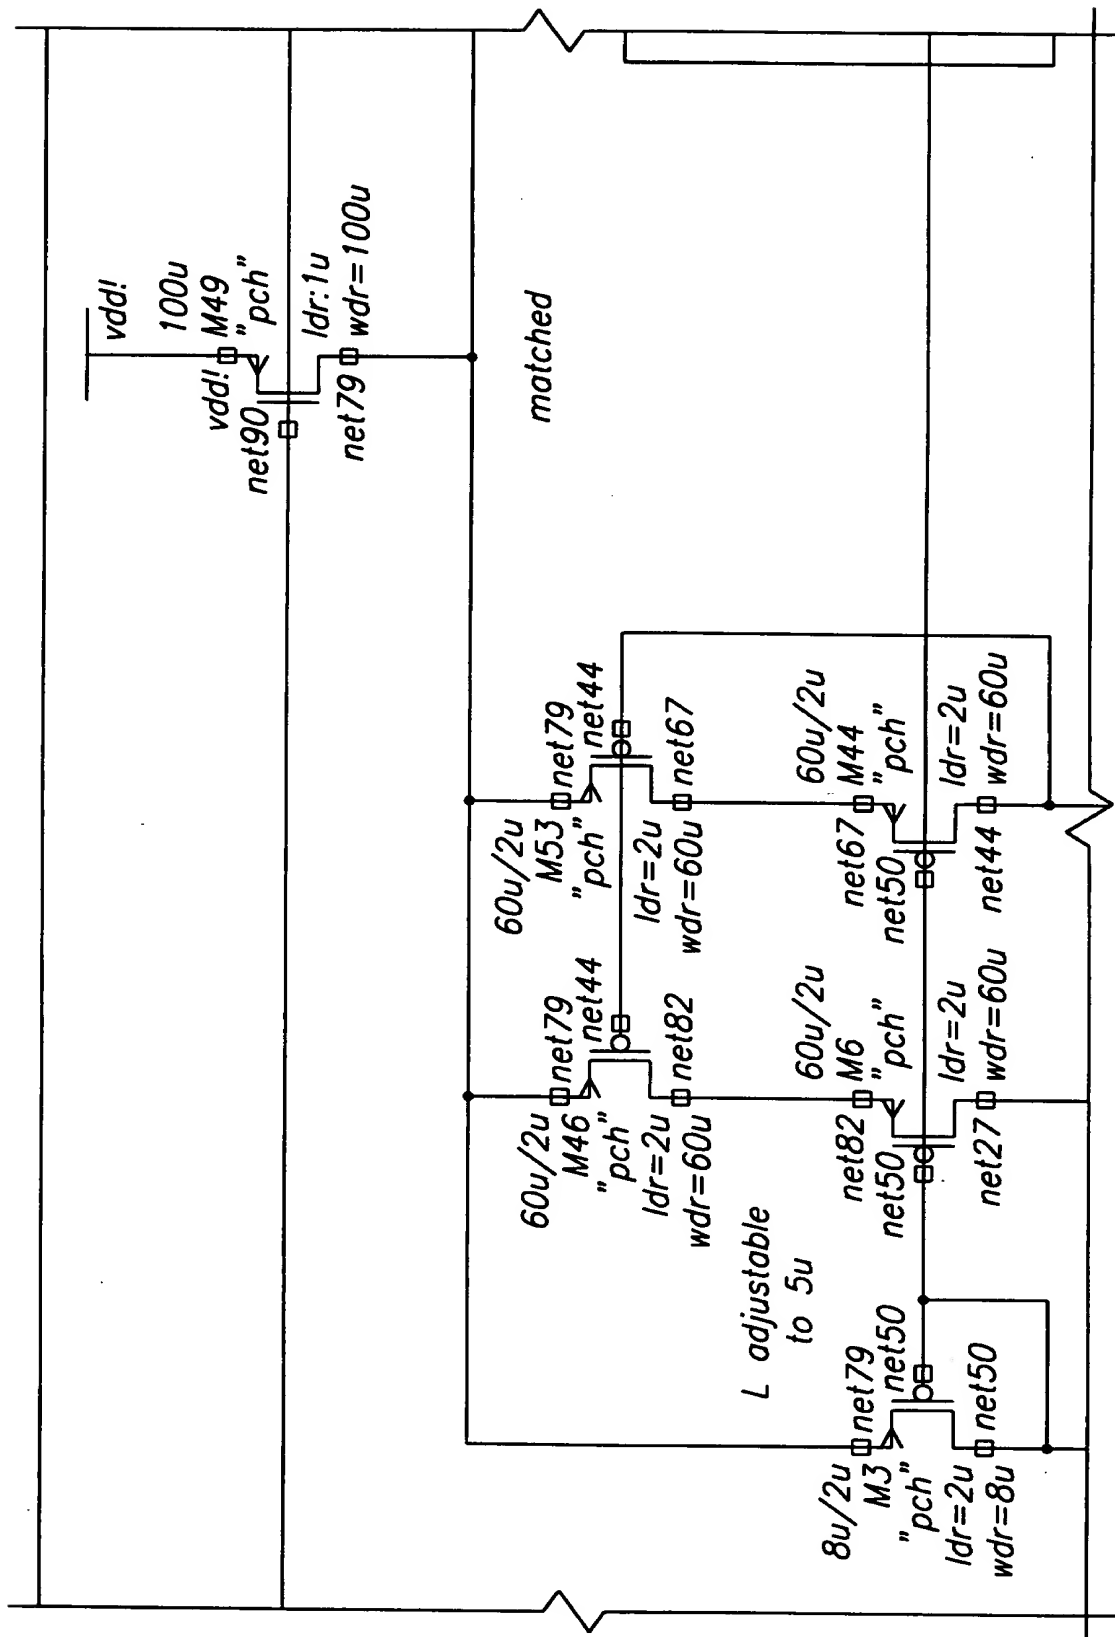 vdd!
100u
M49
"pch"
vdd!
net90
ldr:1u
wdr=100u
net79
matched
60u/2u
M53
"pch"
net79
net44
ldr=2u
wdr=60u
net67
60u/2u
M46
"pch"
net79
net44
ldr=2u
wdr=60u
net82
60u/2u
M44
"pch"
net67
net50
ldr=2u
wdr=60u
net44
60u/2u
M6
"pch"
net82
net50
ldr=2u
wdr=60u
net27
L adjustable
to 5u
8u/2u
M3
"pch"
net79
net50
ldr=2u
wdr=8u
net50